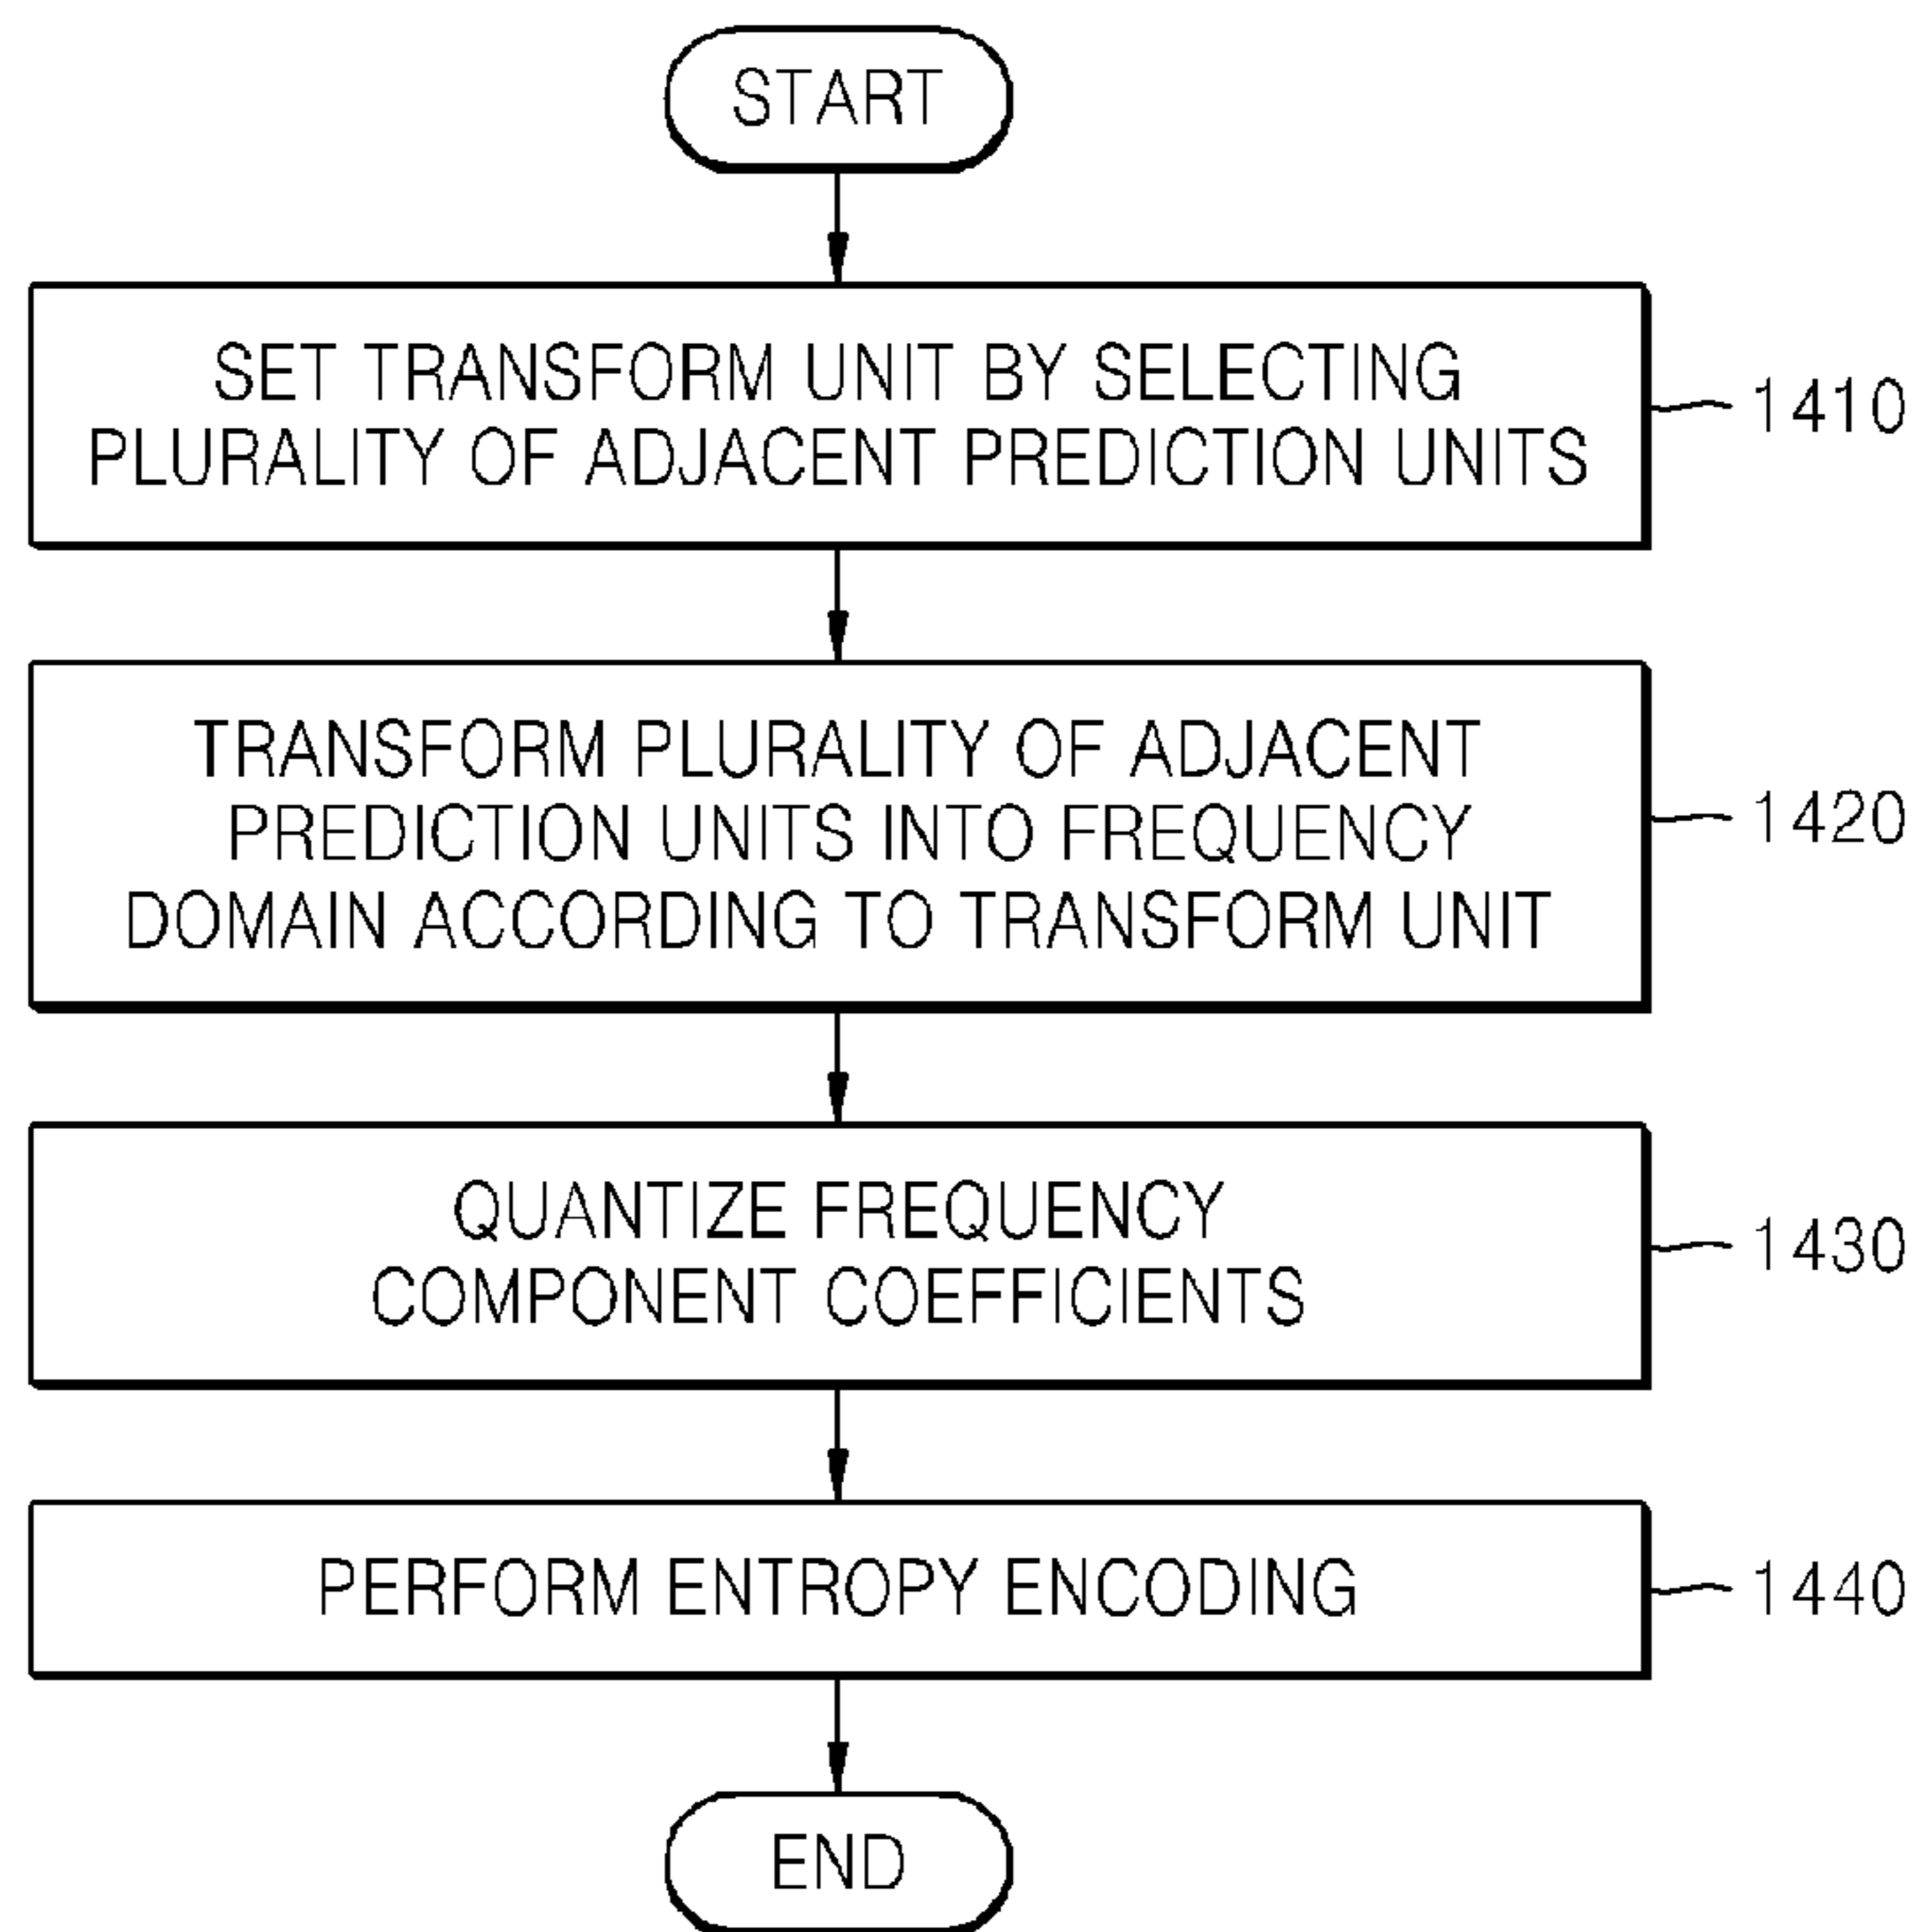 START
SET TRANSFORM UNIT BY SELECTING
PLURALITY OF ADJACENT PREDICTION UNITS
1410
TRANSFORM PLURALITY OF ADJACENT
PREDICTION UNITS INTO FREQUENCY
DOMAIN ACCORDING TO TRANSFORM UNIT
1420
QUANTIZE FREQUENCY
COMPONENT COEFFICIENTS
1430
PERFORM ENTROPY ENCODING
1440
END